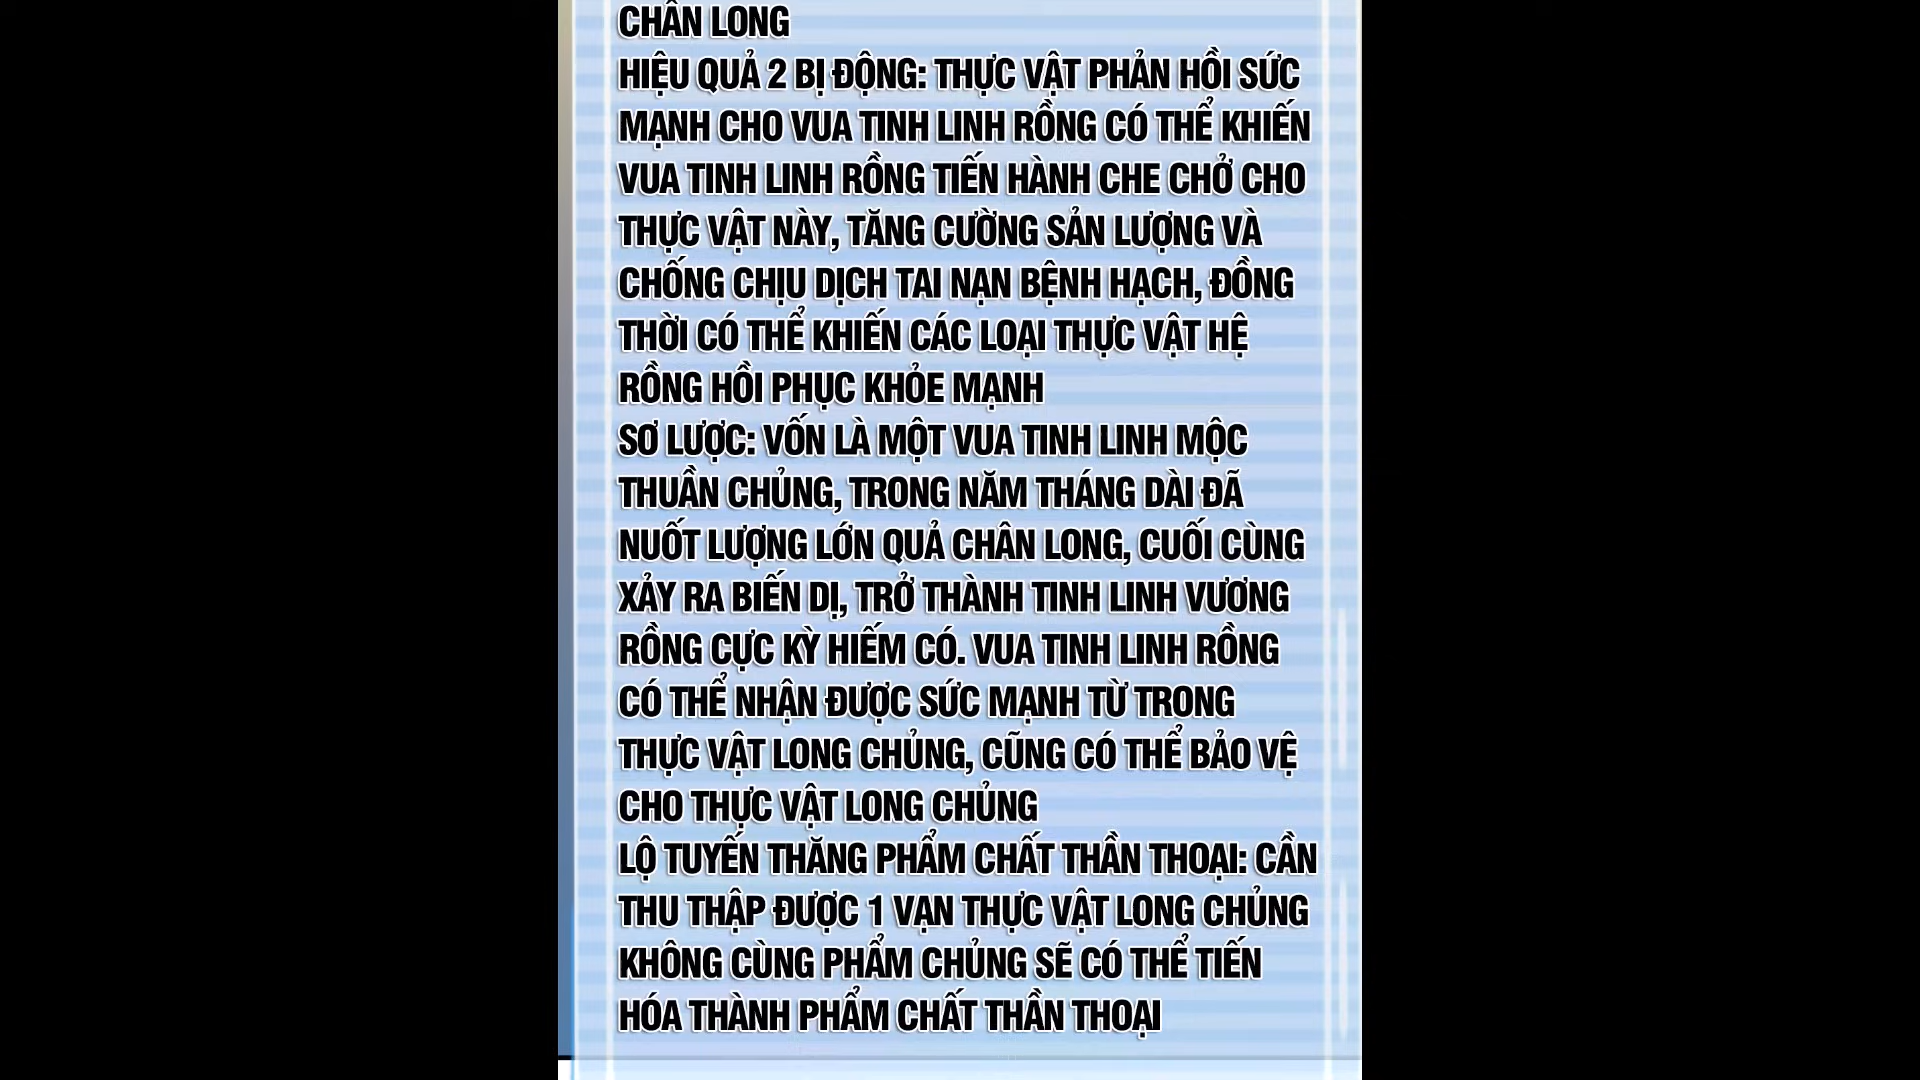 CHÂN LONG
HIỆU QUẢ 2 BỊ ĐỘNG: THỰC VẬT PHẢN HỒI SỨC
MẠNH CHO VUA TINH LINH RỒNG CÓ THỂ KHIẾN
VUA TINH LINH RỒNG TIẾN HÀNH CHE CHỞ CHO
THỰC VẬT NÀY, TĂNG CƯỜNG SẢN LƯỢNG VÀ
CHỐNG CHỊU DỊCH TAI NẠN BỆNH HẠCH, ĐỒNG
THỜI CÓ THỂ KHIẾN CÁC LOẠI THỰC VẬT HỆ
RỒNG HỒI PHỤC KHỎE MẠNH
SƠ LƯỢC: VỐN LÀ MỘT VUA TINH LINH MỘC
THUẦN CHỦNG, TRONG NĂM THÁNG DÀI ĐÃ
NUỐT LƯỢNG LỚN QUẢ CHÂN LONG, CUỐI CÙNG
XẢY RA BIẾN DỊ, TRỞ THÀNH TINH LINH VƯƠNG
RỒNG CỰC KỲ HIẾM CÓ. VUA TINH LINH RỒNG
CÓ THỂ NHẬN ĐƯỢC SỨC MẠNH TỪ TRONG
THỰC VẬT LONG CHỦNG, CŨNG CÓ THỂ BẢO VỆ
CHO THỰC VẬT LONG CHỦNG
LỘ TUYẾN THĂNG PHẨM CHẤT THẦN THOẠI: CẦN
THU THẬP ĐƯỢC 1 VẠN THỰC VẬT LONG CHỦNG
KHÔNG CÙNG PHẨM CHỦNG SẼ CÓ THỂ TIẾN
HÓA THÀNH PHẨM CHẤT THẦN THOẠI